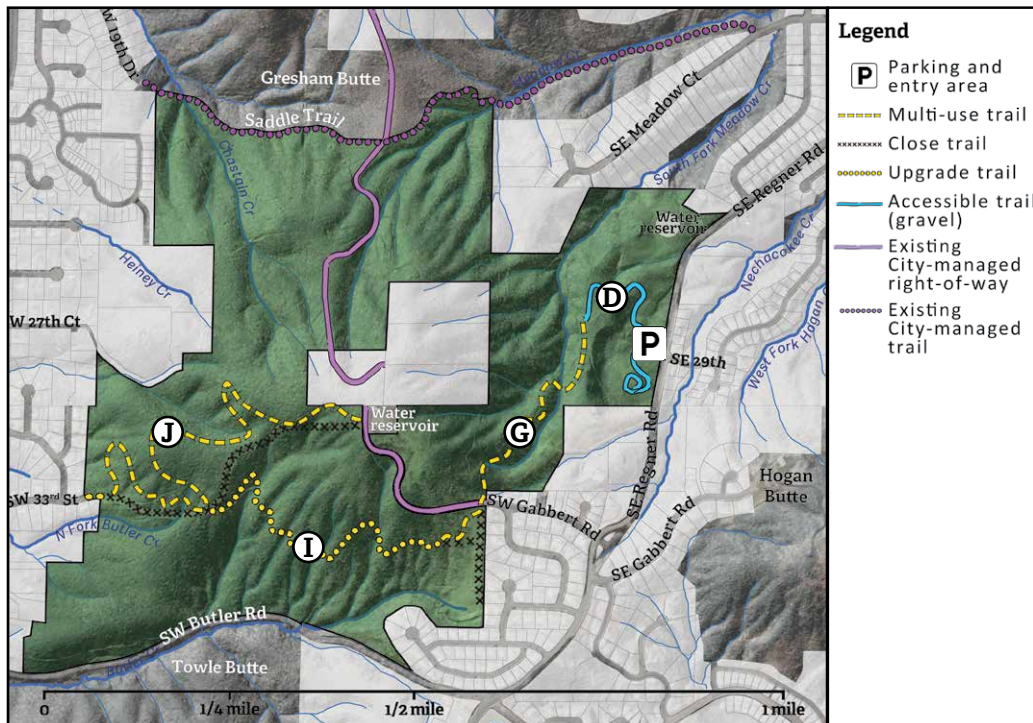 W 19th Dr
Gresham Butte
Saddle Trail
Chastain Cr
SE Meadow Ct
South Fork Meadow Cr
SE Regner Rd
Water
reservoir
Nechacokee Cr
West Fork Hogan C
Heiney Cr
W 27th Ct
D
P
SE 29th
Water
reservoir
J
G
SW 33rd St
N Fork Butler Cr
SW Gabbert Rd
SE Regner Rd
Hogan
Butte
SE Gabbert Rd
I
SW Butler Rd
Towle Butte
0
1/4 mile
1/2 mile
1 mile
Legend
P
Parking and
entry area
Multi-use trail
Close trail
Upgrade trail
Accessible trail
(gravel)
Existing
City-managed
right-of-way
Existing
City-managed
trail